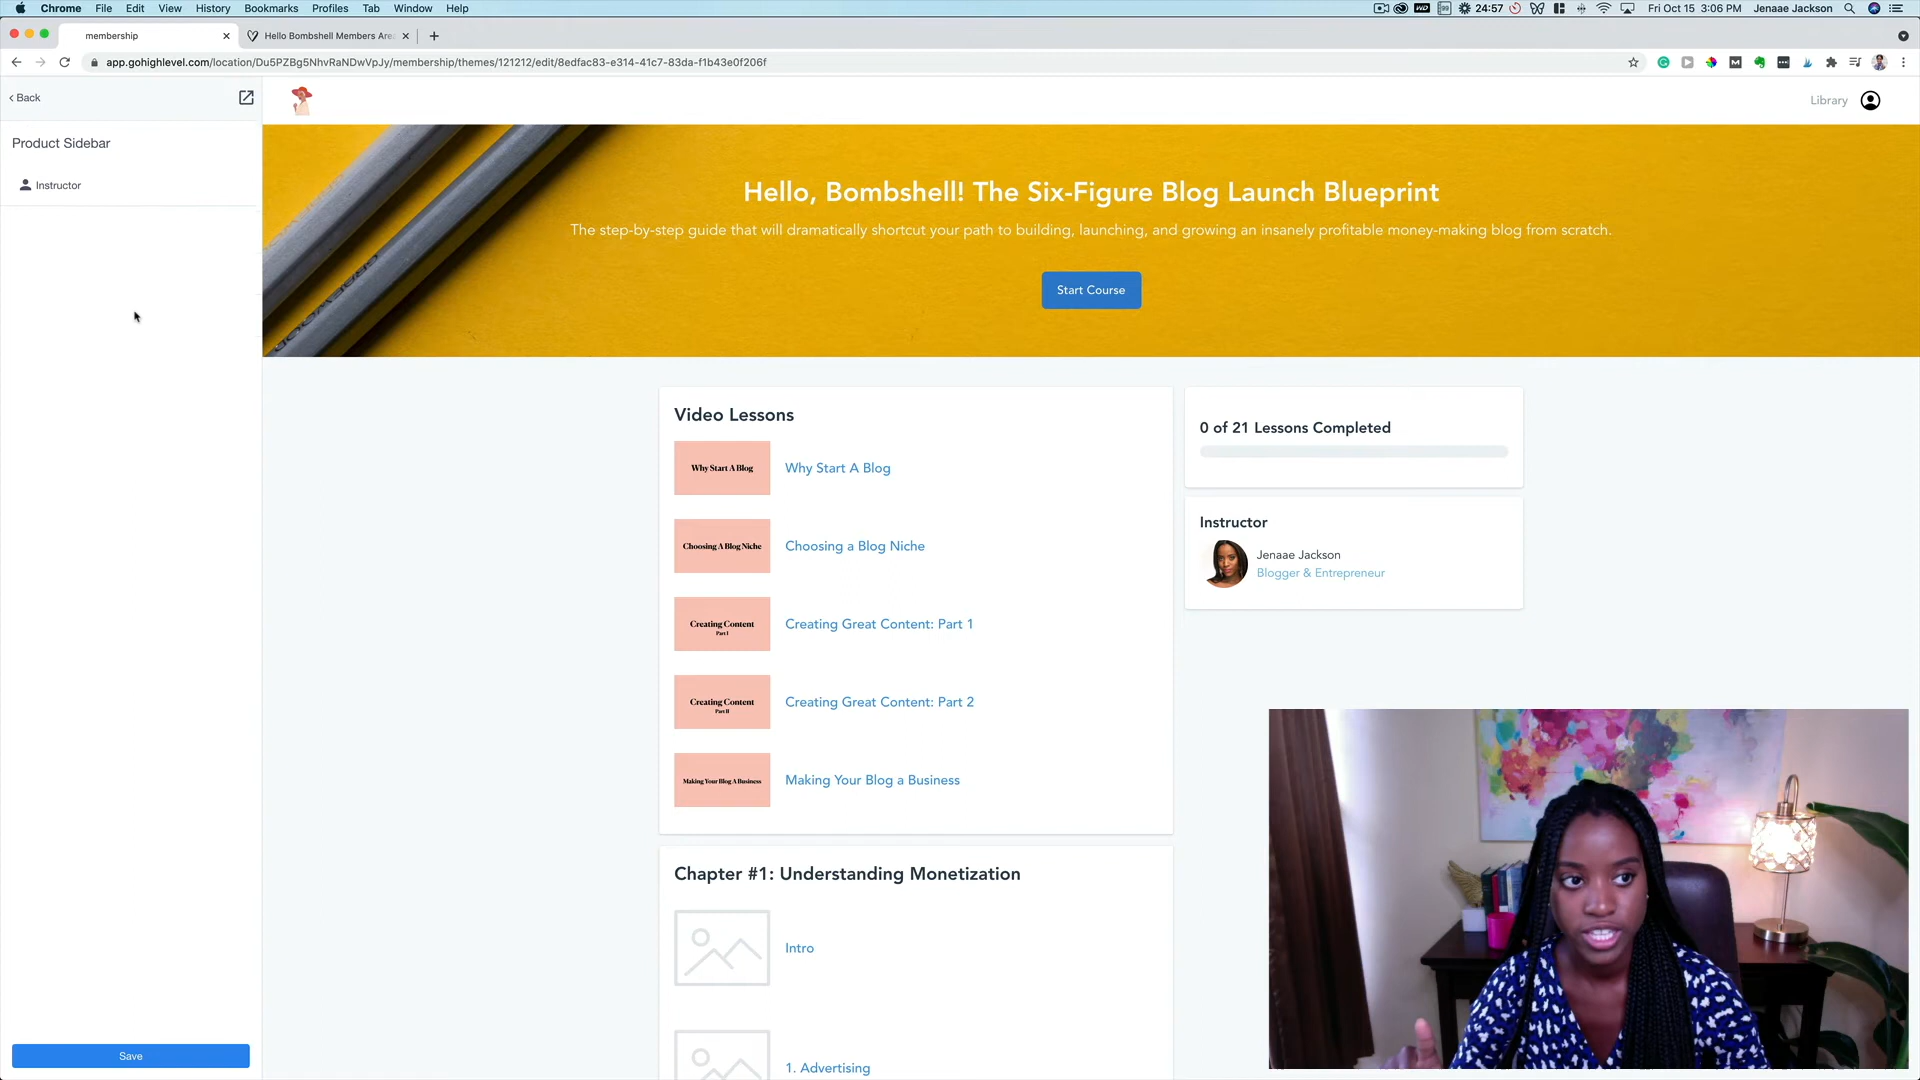 Chrome File Edit View History Bookmarks Profiles Tab Window Help
24:57 Fri Oct 15 3:06 PM Jenaae Jackson
membership
Hello Bombshell Members Are
app.gohighlevel.com/location/Du5PZBg5NhvRaNDwVpJy/membership/themes/121212/edit/8edfac83-e314-41c7-83da-f1b43e0f206f
Back
Library
Product Sidebar
Instructor
Hello, Bombshell! The Six-Figure Blog Launch Blueprint
The step-by-step guide that will dramatically shortcut your path to building, launching, and growing an insanely profitable money-making blog from scratch.
Start Course
Video Lessons
Why Start A Blog
Why Start A Blog
Choosing A Blog Niche
Choosing a Blog Niche
Creating Content
Part I
Creating Great Content: Part 1
Creating Content
Part II
Creating Great Content: Part 2
Making Your Blog A Business
Making Your Blog a Business
0 of 21 Lessons Completed
Instructor
Jenaae Jackson
Blogger & Entrepreneur
Chapter #1: Understanding Monetization
Intro
1. Advertising
Save